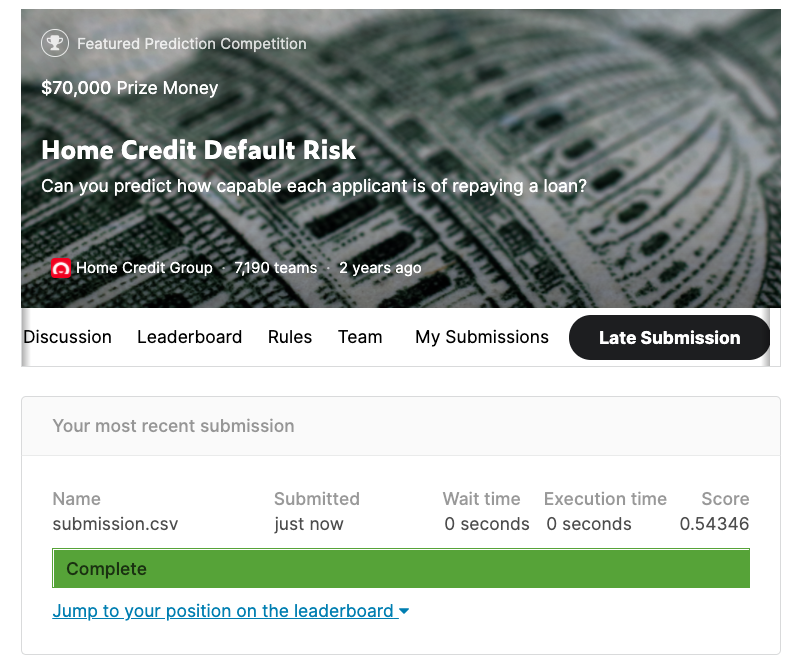 Featured Prediction Competition
$70,000 Prize Money
Home Credit Default Risk
Can you predict how capable each applicant is of repaying a loan?
Home Credit Group · 7,190 teams · 2 years ago
Discussion Leaderboard Rules Team My Submissions Late Submission
Your most recent submission
Name Submitted Wait time Execution time Score
submission.csv just now 0 seconds 0 seconds 0.54346
Complete
Jump to your position on the leaderboard